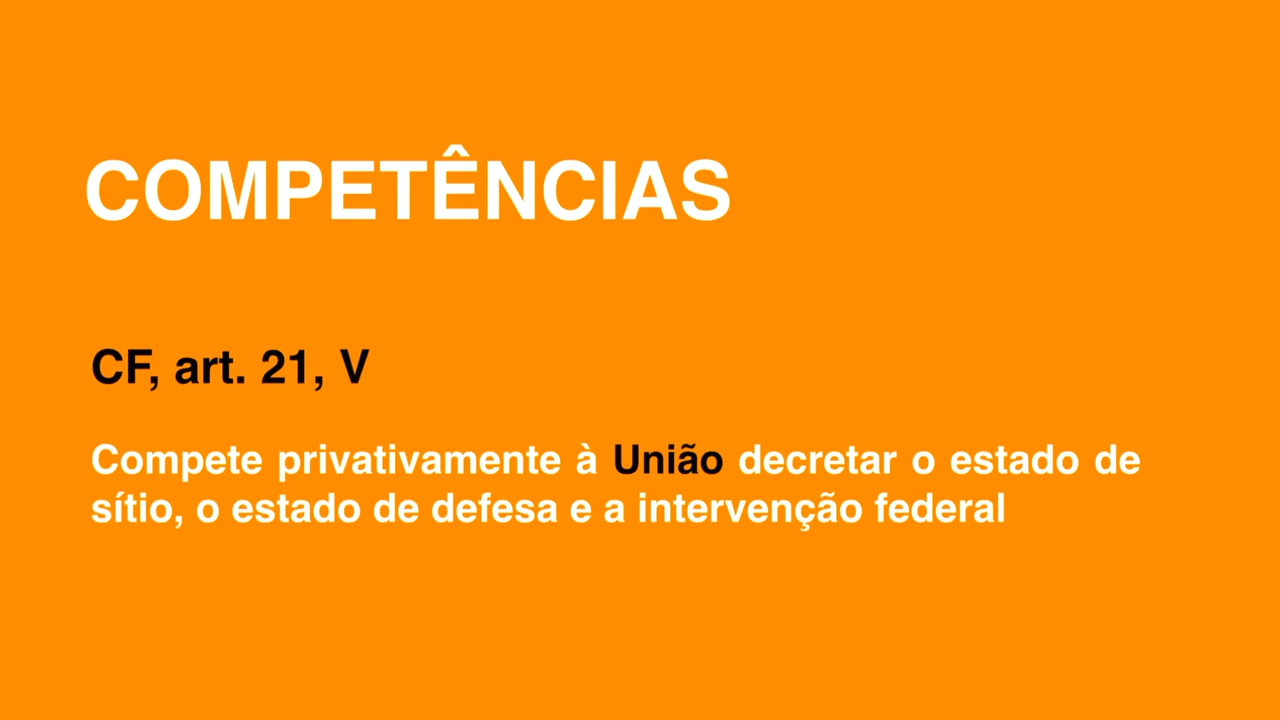 COMPETÊNCIAS
CF, art. 21, V
Compete privativamente à União decretar o estado de
sítio, o estado de defesa e a intervenção federal